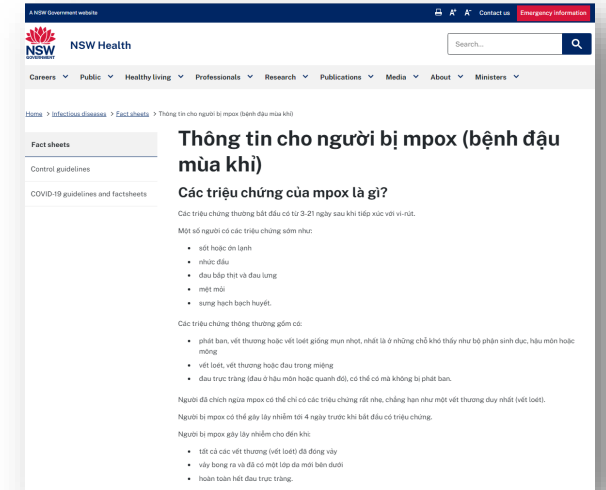 A NSW Government website
A+ A- Contact us Emergency information
NSW
GOVERNMENT
NSW Health
Search...
Careers Public Healthy living Professionals Research Publications Media About Ministers
Home > Infectious diseases > Fact sheets > Thông tin cho người bị mpox (bệnh đậu mùa khỉ)
Fact sheets
Control guidelines
COVID-19 guidelines and factsheets
Thông tin cho người bị mpox (bệnh đậu
mùa khỉ)
Các triệu chứng của mpox là gì?
Các triệu chứng thường bắt đầu có từ 3-21 ngày sau khi tiếp xúc với vi-rút.
Một số người có các triệu chứng sớm như:
• sốt hoặc ớn lạnh
• nhức đầu
• đau bắp thịt và đau lưng
• mệt mỏi
• sưng hạch bạch huyết.
Các triệu chứng thông thường gồm có:
• phát ban, vết thương hoặc vết loét giống mụn nhọt, nhất là ở những chỗ khó thấy như bộ phận sinh dục, hậu môn hoặc
mông
• vết loét, vết thương hoặc đau trong miệng
• đau trực tràng (đau ở hậu môn hoặc quanh đó), có thể có mà không bị phát ban.
Người đã chích ngừa mpox có thể chỉ có các triệu chứng rất nhẹ, chẳng hạn như một vết thương duy nhất (vết loét).
Người bị mpox có thể gây lây nhiễm tới 4 ngày trước khi bắt đầu có triệu chứng.
Người bị mpox gây lây nhiễm cho đến khi:
• tất cả các vết thương (vết loét) đã đóng vảy
• vảy bong ra và đã có một lớp da mới bên dưới
• hoàn toàn hết đau trực tràng.